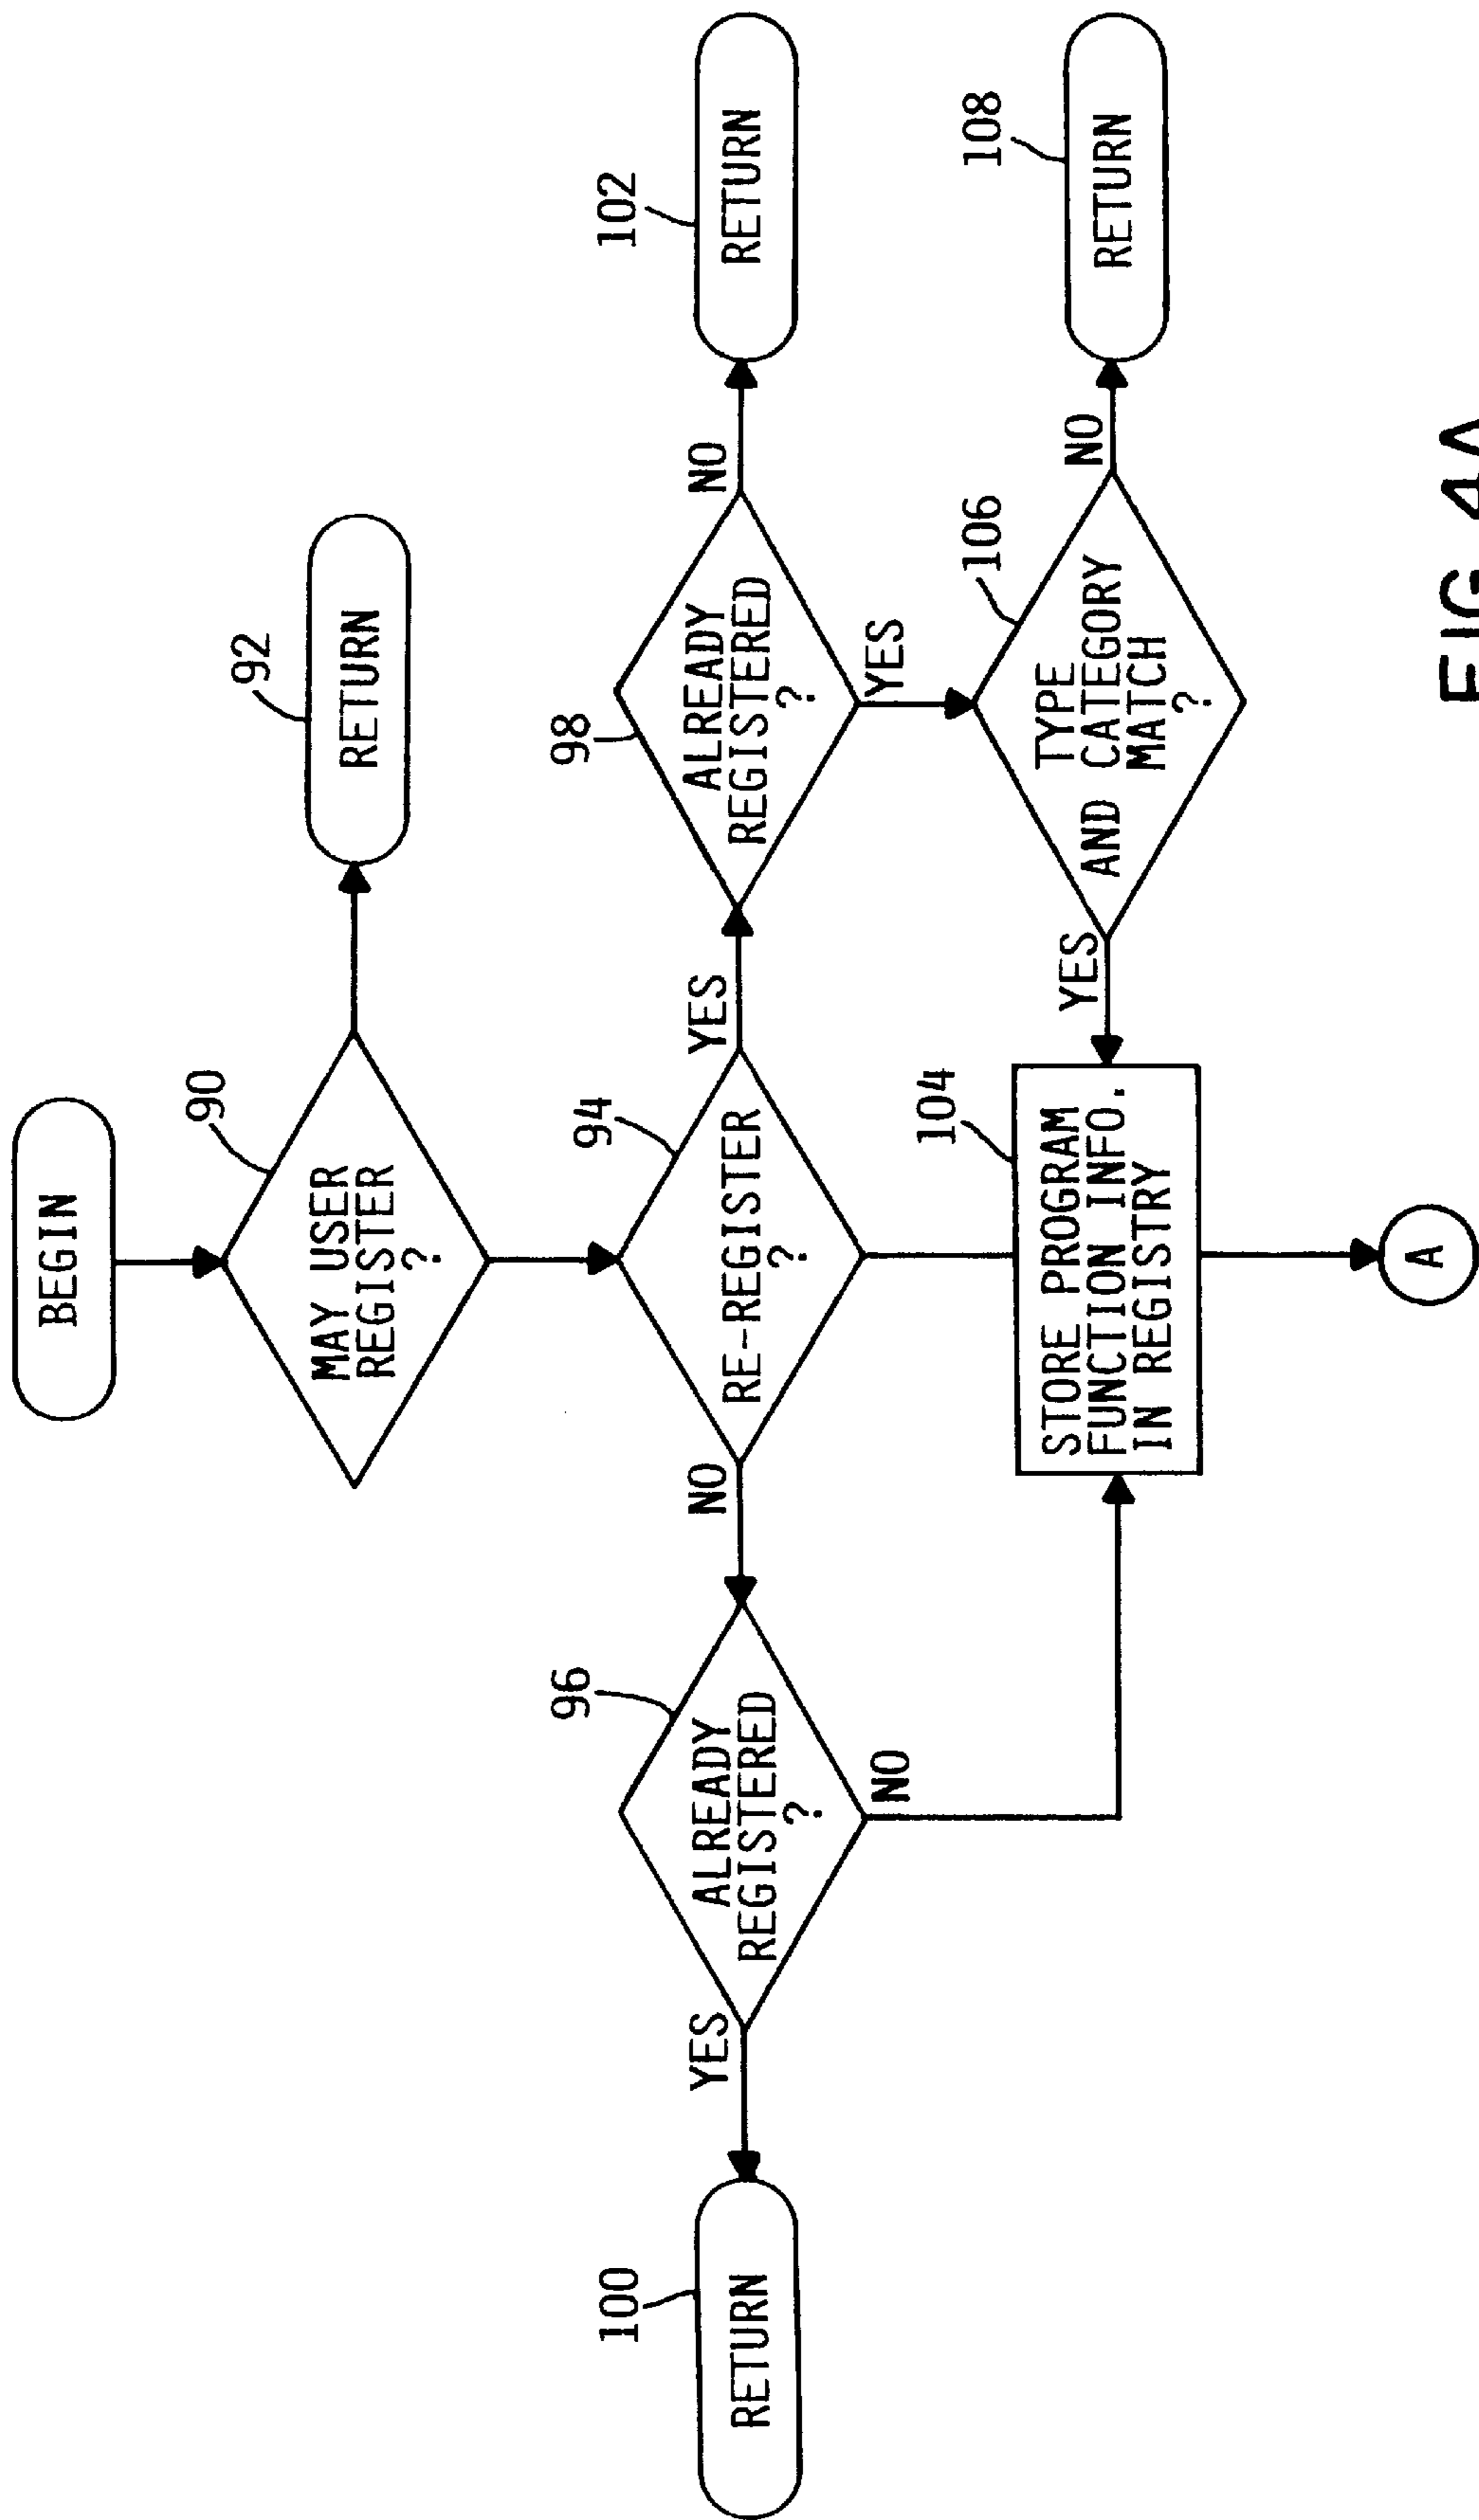 BEGIN
90
MAY USER
REGISTER
?
92
RETURN
94
RE-REGISTER
?
NO
YES
96
ALREADY
REGISTERED
?
YES
NO
100
RETURN
98
ALREADY
REGISTERED
?
NO
YES
102
RETURN
104
STORE PROGRAM
FUNCTION INFO.
IN REGISTRY
YES
106
TYPE
AND CATEGORY
MATCH
?
NO
108
RETURN
A
FIG. 4A